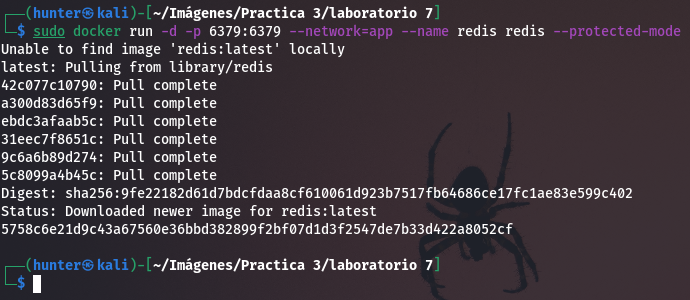 ┌──(hunter㉿kali)-[~/Imágenes/Practica 3/laboratorio 7]
└─$ sudo docker run -d -p 6379:6379 --network=app --name redis redis --protected-mode
Unable to find image 'redis:latest' locally
latest: Pulling from library/redis
42c077c10790: Pull complete
a300d83d65f9: Pull complete
ebdc3afaab5c: Pull complete
31eec7f8651c: Pull complete
9c6a6b89d274: Pull complete
5c8099a4b45c: Pull complete
Digest: sha256:9fe22182d61d7bdcfdaa8cf610061d923b7517fb64686ce17fc1ae83e599c402
Status: Downloaded newer image for redis:latest
5758c6e21d9c43a67560e36bbd382899f2bf07d1d3f2547de7b33d422a8052cf
┌──(hunter㉿kali)-[~/Imágenes/Practica 3/laboratorio 7]
└─$